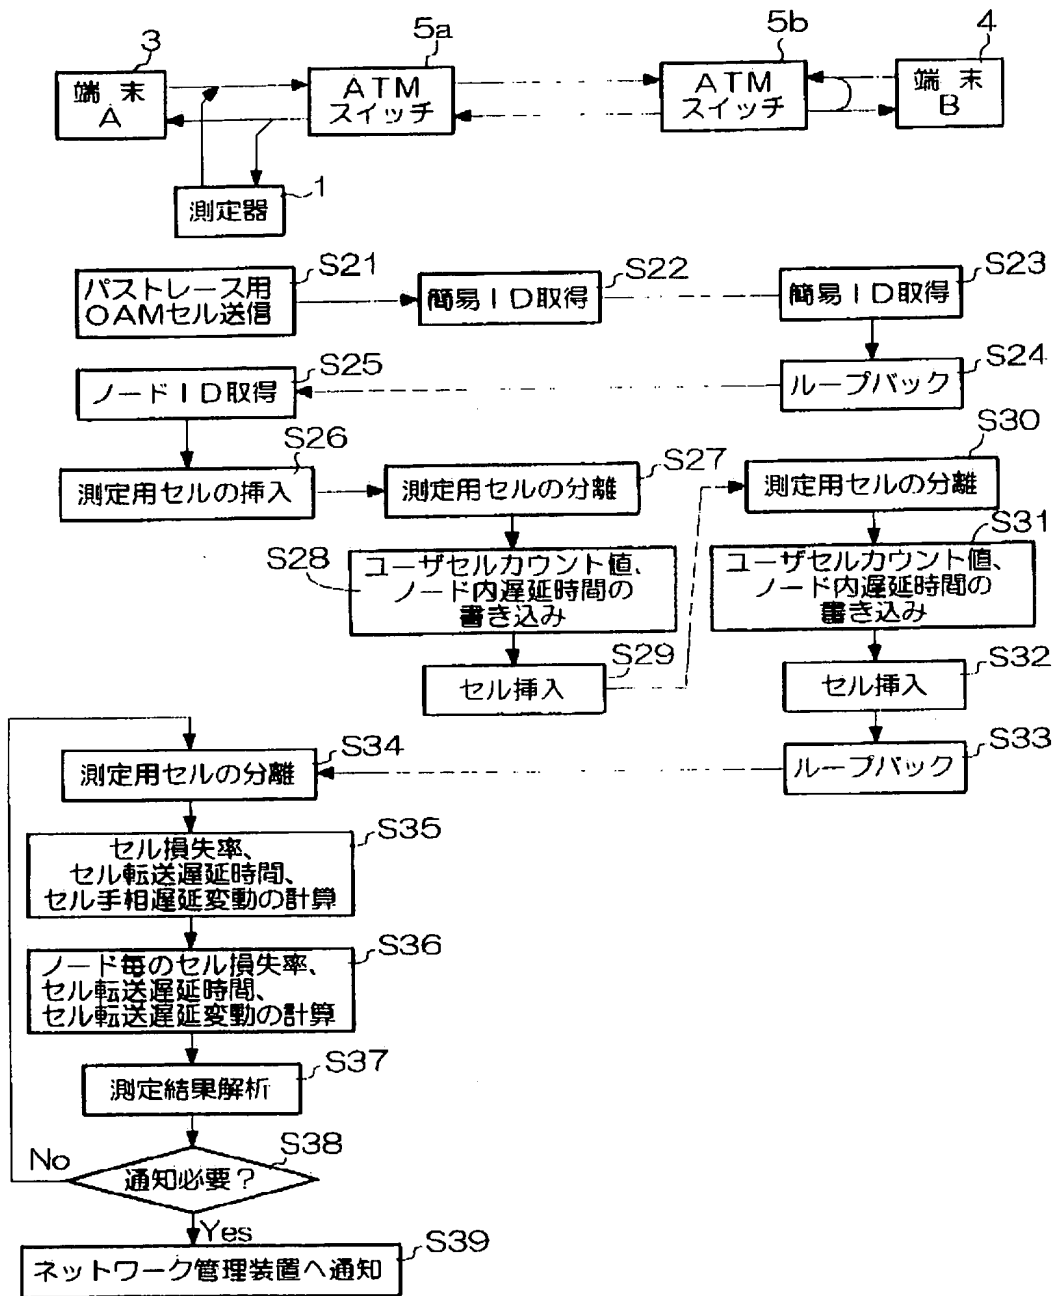 3
5a
5b
4
端末
A
ATM
スイッチ
ATM
スイッチ
端末
B
1
測定器
S21
パストレース用
OAMセル送信
S22
簡易ID取得
S23
簡易ID取得
S25
ノードID取得
S24
ループバック
S26
測定用セルの挿入
S27
測定用セルの分離
S30
測定用セルの分離
S28
ユーザセルカウント値、
ノード内遅延時間の
書き込み
S31
ユーザセルカウント値、
ノード内遅延時間の
書き込み
S29
セル挿入
S32
セル挿入
S34
測定用セルの分離
S33
ループバック
S35
セル損失率、
セル転送遅延時間、
セル手相遅延変動の計算
S36
ノード毎のセル損失率、
セル転送遅延時間、
セル転送遅延変動の計算
S37
測定結果解析
S38
No
通知必要?
Yes
S39
ネットワーク管理装置へ通知